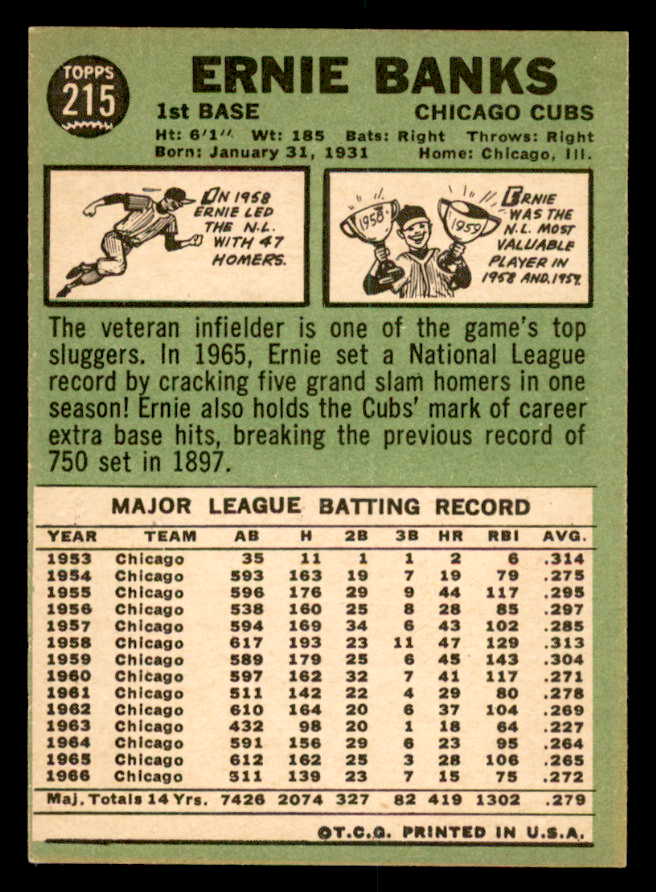 TOPPS
215
ERNIE BANKS
1st BASE CHICAGO CUBS
Ht: 6'1". Wt: 185 Bats: Right Throws: Right
Born: January 31, 1931 Home: Chicago, Ill.
ON 1958
ERNIE LED
THE N.L.
WITH 47
HOMERS.
1958
1959
ERNIE
WAS THE
N.L. MOST
VALUABLE
PLAYER IN
1958 AND 1959.
The veteran infielder is one of the game's top
sluggers. In 1965, Ernie set a National League
record by cracking five grand slam homers in one
season! Ernie also holds the Cubs' mark of career
extra base hits, breaking the previous record of
750 set in 1897.
MAJOR LEAGUE BATTING RECORD
YEAR TEAM AB H 2B 3B HR RBI AVG.
1953 Chicago 35 11 1 1 2 6 .314
1954 Chicago 593 163 19 7 19 79 .275
1955 Chicago 596 176 29 9 44 117 .295
1956 Chicago 538 160 25 8 28 85 .297
1957 Chicago 594 169 34 6 43 102 .285
1958 Chicago 617 193 23 11 47 129 .313
1959 Chicago 589 179 25 6 45 143 .304
1960 Chicago 597 162 32 7 41 117 .271
1961 Chicago 511 142 22 4 29 80 .278
1962 Chicago 610 164 20 6 37 104 .269
1963 Chicago 432 98 20 1 18 64 .227
1964 Chicago 591 156 29 6 23 95 .264
1965 Chicago 612 162 25 3 28 106 .265
1966 Chicago 511 139 23 7 15 75 .272
Maj. Totals 14 Yrs. 7426 2074 327 82 419 1302 .279
©T.C.G. PRINTED IN U.S.A.